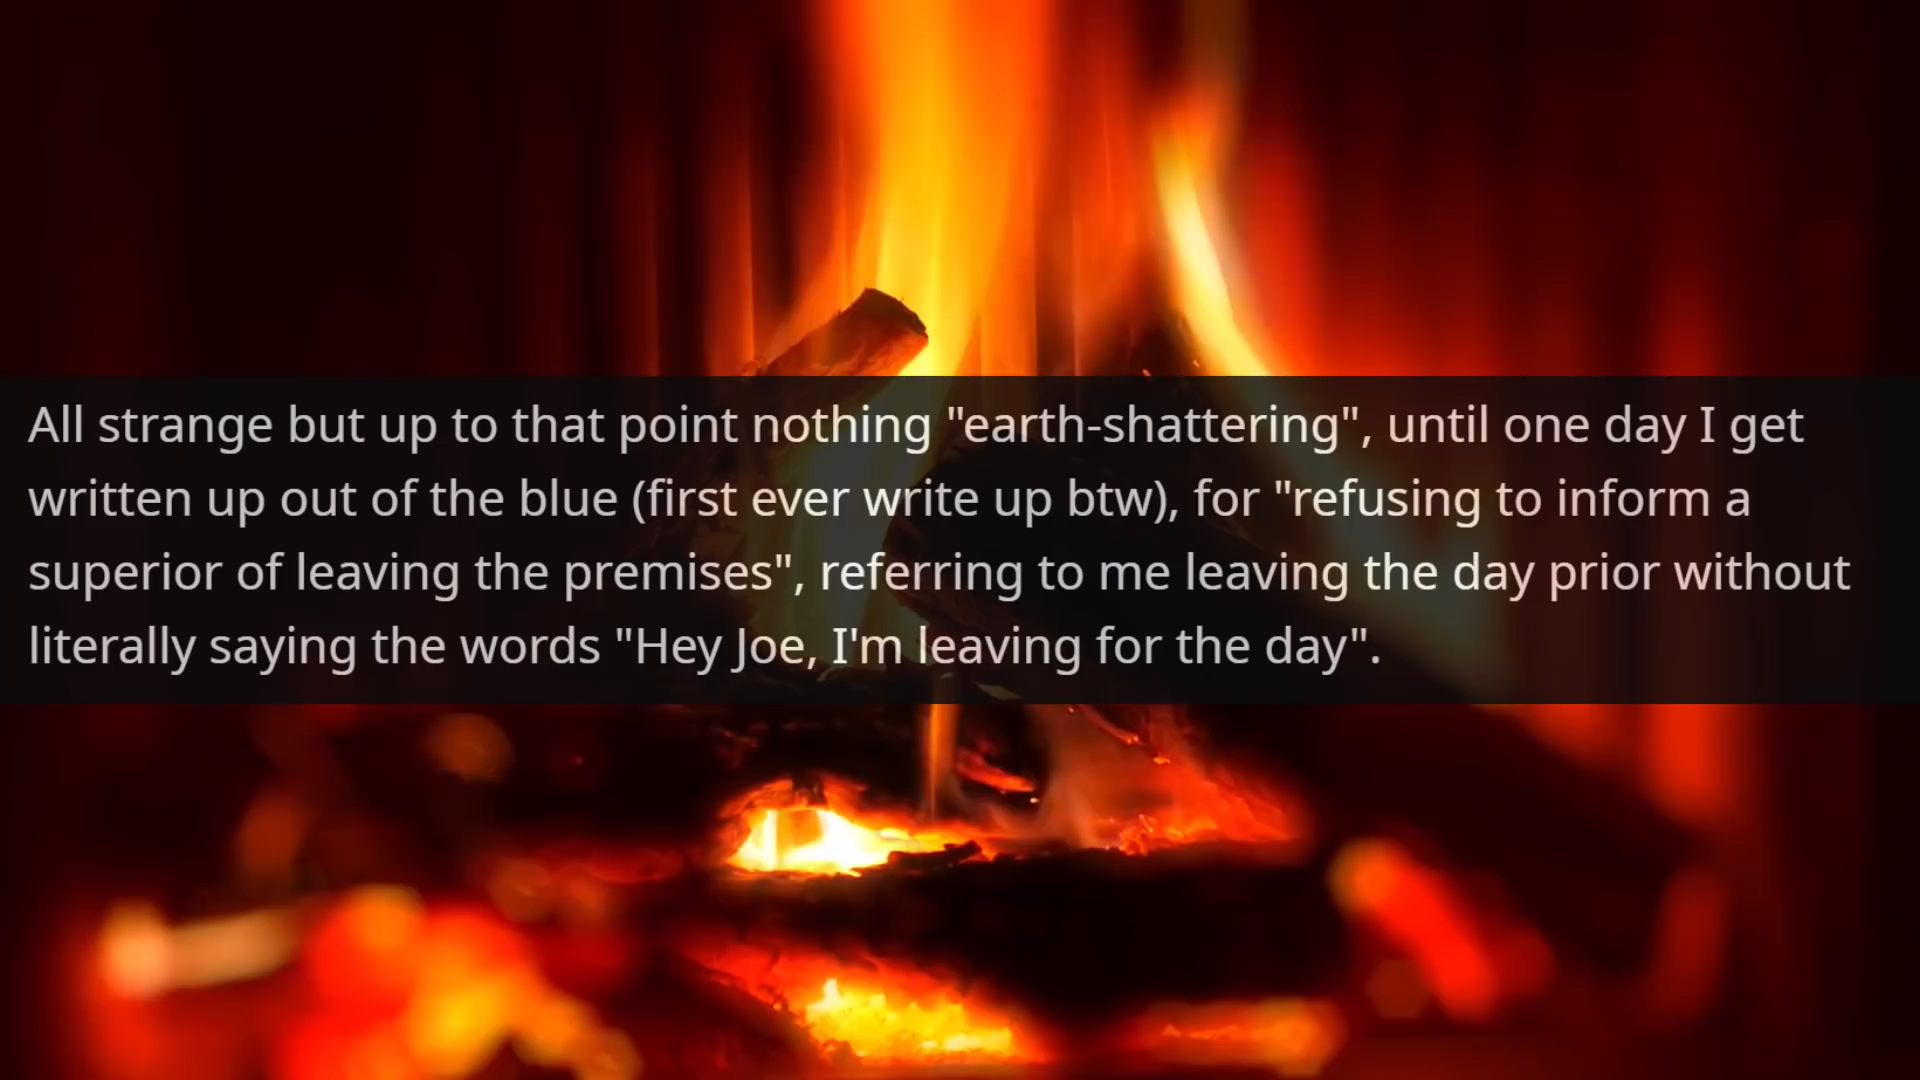 All strange but up to that point nothing "earth-shattering", until one day I get
written up out of the blue (first ever write up btw), for "refusing to inform a
superior of leaving the premises", referring to me leaving the day prior without
literally saying the words "Hey Joe, I'm leaving for the day".